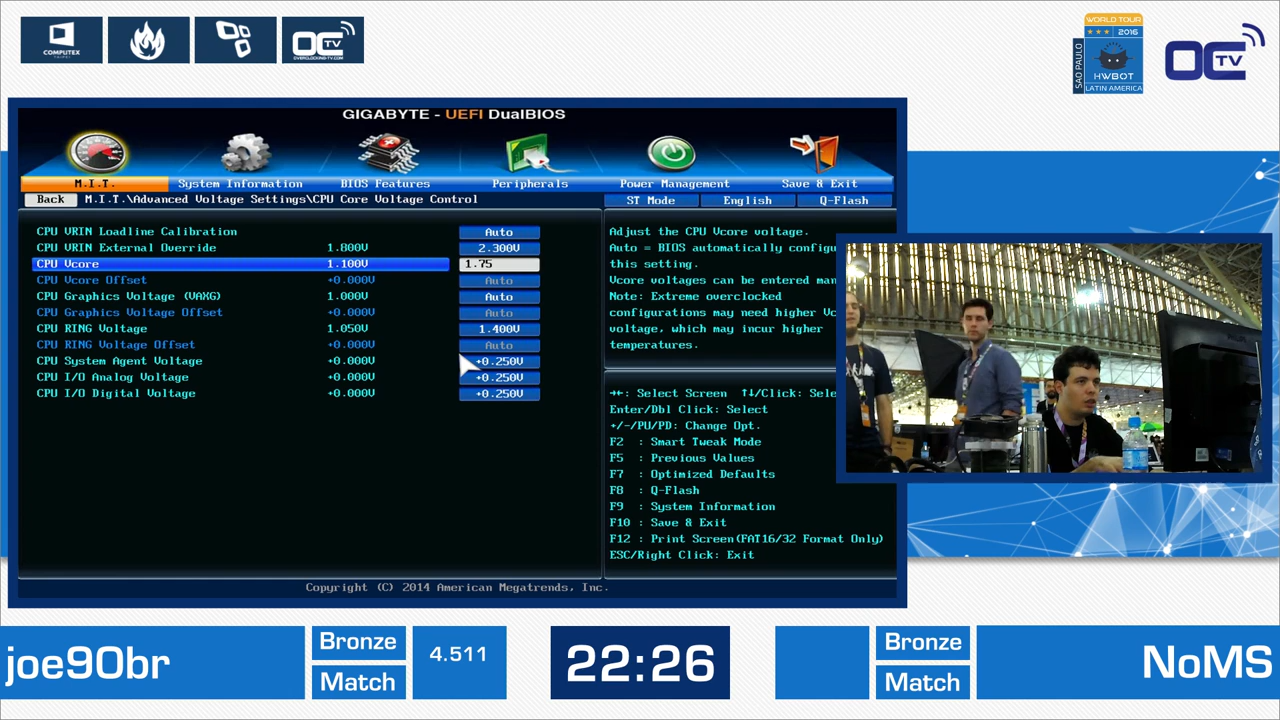 COMPUTEX
TAIPEI
OC TV
OVERCLOCKING-TV.COM
WORLD TOUR
2016
SAO PAULO
HWBOT
LATIN AMERICA
OC TV
GIGABYTE - UEFI DualBIOS
M.I.T. System Information BIOS Features Peripherals Power Management Save & Exit
Back M.I.T.\Advanced Voltage Settings\CPU Core Voltage Control ST Mode English Q-Flash
CPU VRIN Loadline Calibration Auto
CPU VRIN External Override 1.800V 2.300V
CPU Vcore 1.100V 1.75
CPU Vcore Offset +0.000V Auto
CPU Graphics Voltage (VAXG) 1.000V Auto
CPU Graphics Voltage Offset +0.000V Auto
CPU RING Voltage 1.050V 1.400V
CPU RING Voltage Offset +0.000V Auto
CPU System Agent Voltage +0.000V +0.250V
CPU I/O Analog Voltage +0.000V +0.250V
CPU I/O Digital Voltage +0.000V +0.250V
Adjust the CPU Vcore voltage.
Auto = BIOS automatically configu
this setting.
Vcore voltages can be entered man
Note: Extreme overclocked
configurations may need higher Vc
voltage, which may incur higher
temperatures.
→←: Select Screen ↑↓/Click: Sele
Enter/Dbl Click: Select
+/-/PU/PD: Change Opt.
F2 : Smart Tweak Mode
F5 : Previous Values
F7 : Optimized Defaults
F8 : Q-Flash
F9 : System Information
F10 : Save & Exit
F12 : Print Screen(FAT16/32 Format Only)
ESC/Right Click: Exit
Copyright (C) 2014 American Megatrends, Inc.
joe90br
Bronze
Match
4.511
22:26
Bronze
Match
NoMS